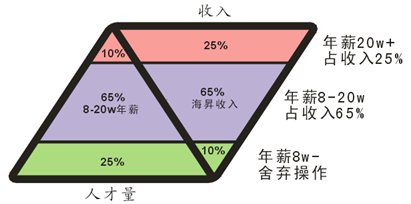 收入
10%
25%
年薪20w+
占收入25%
65%
8-20w年薪
65%
海昇收入
年薪8-20w
占收入65%
25%
10%
年薪8w-
舍弃操作
人才量